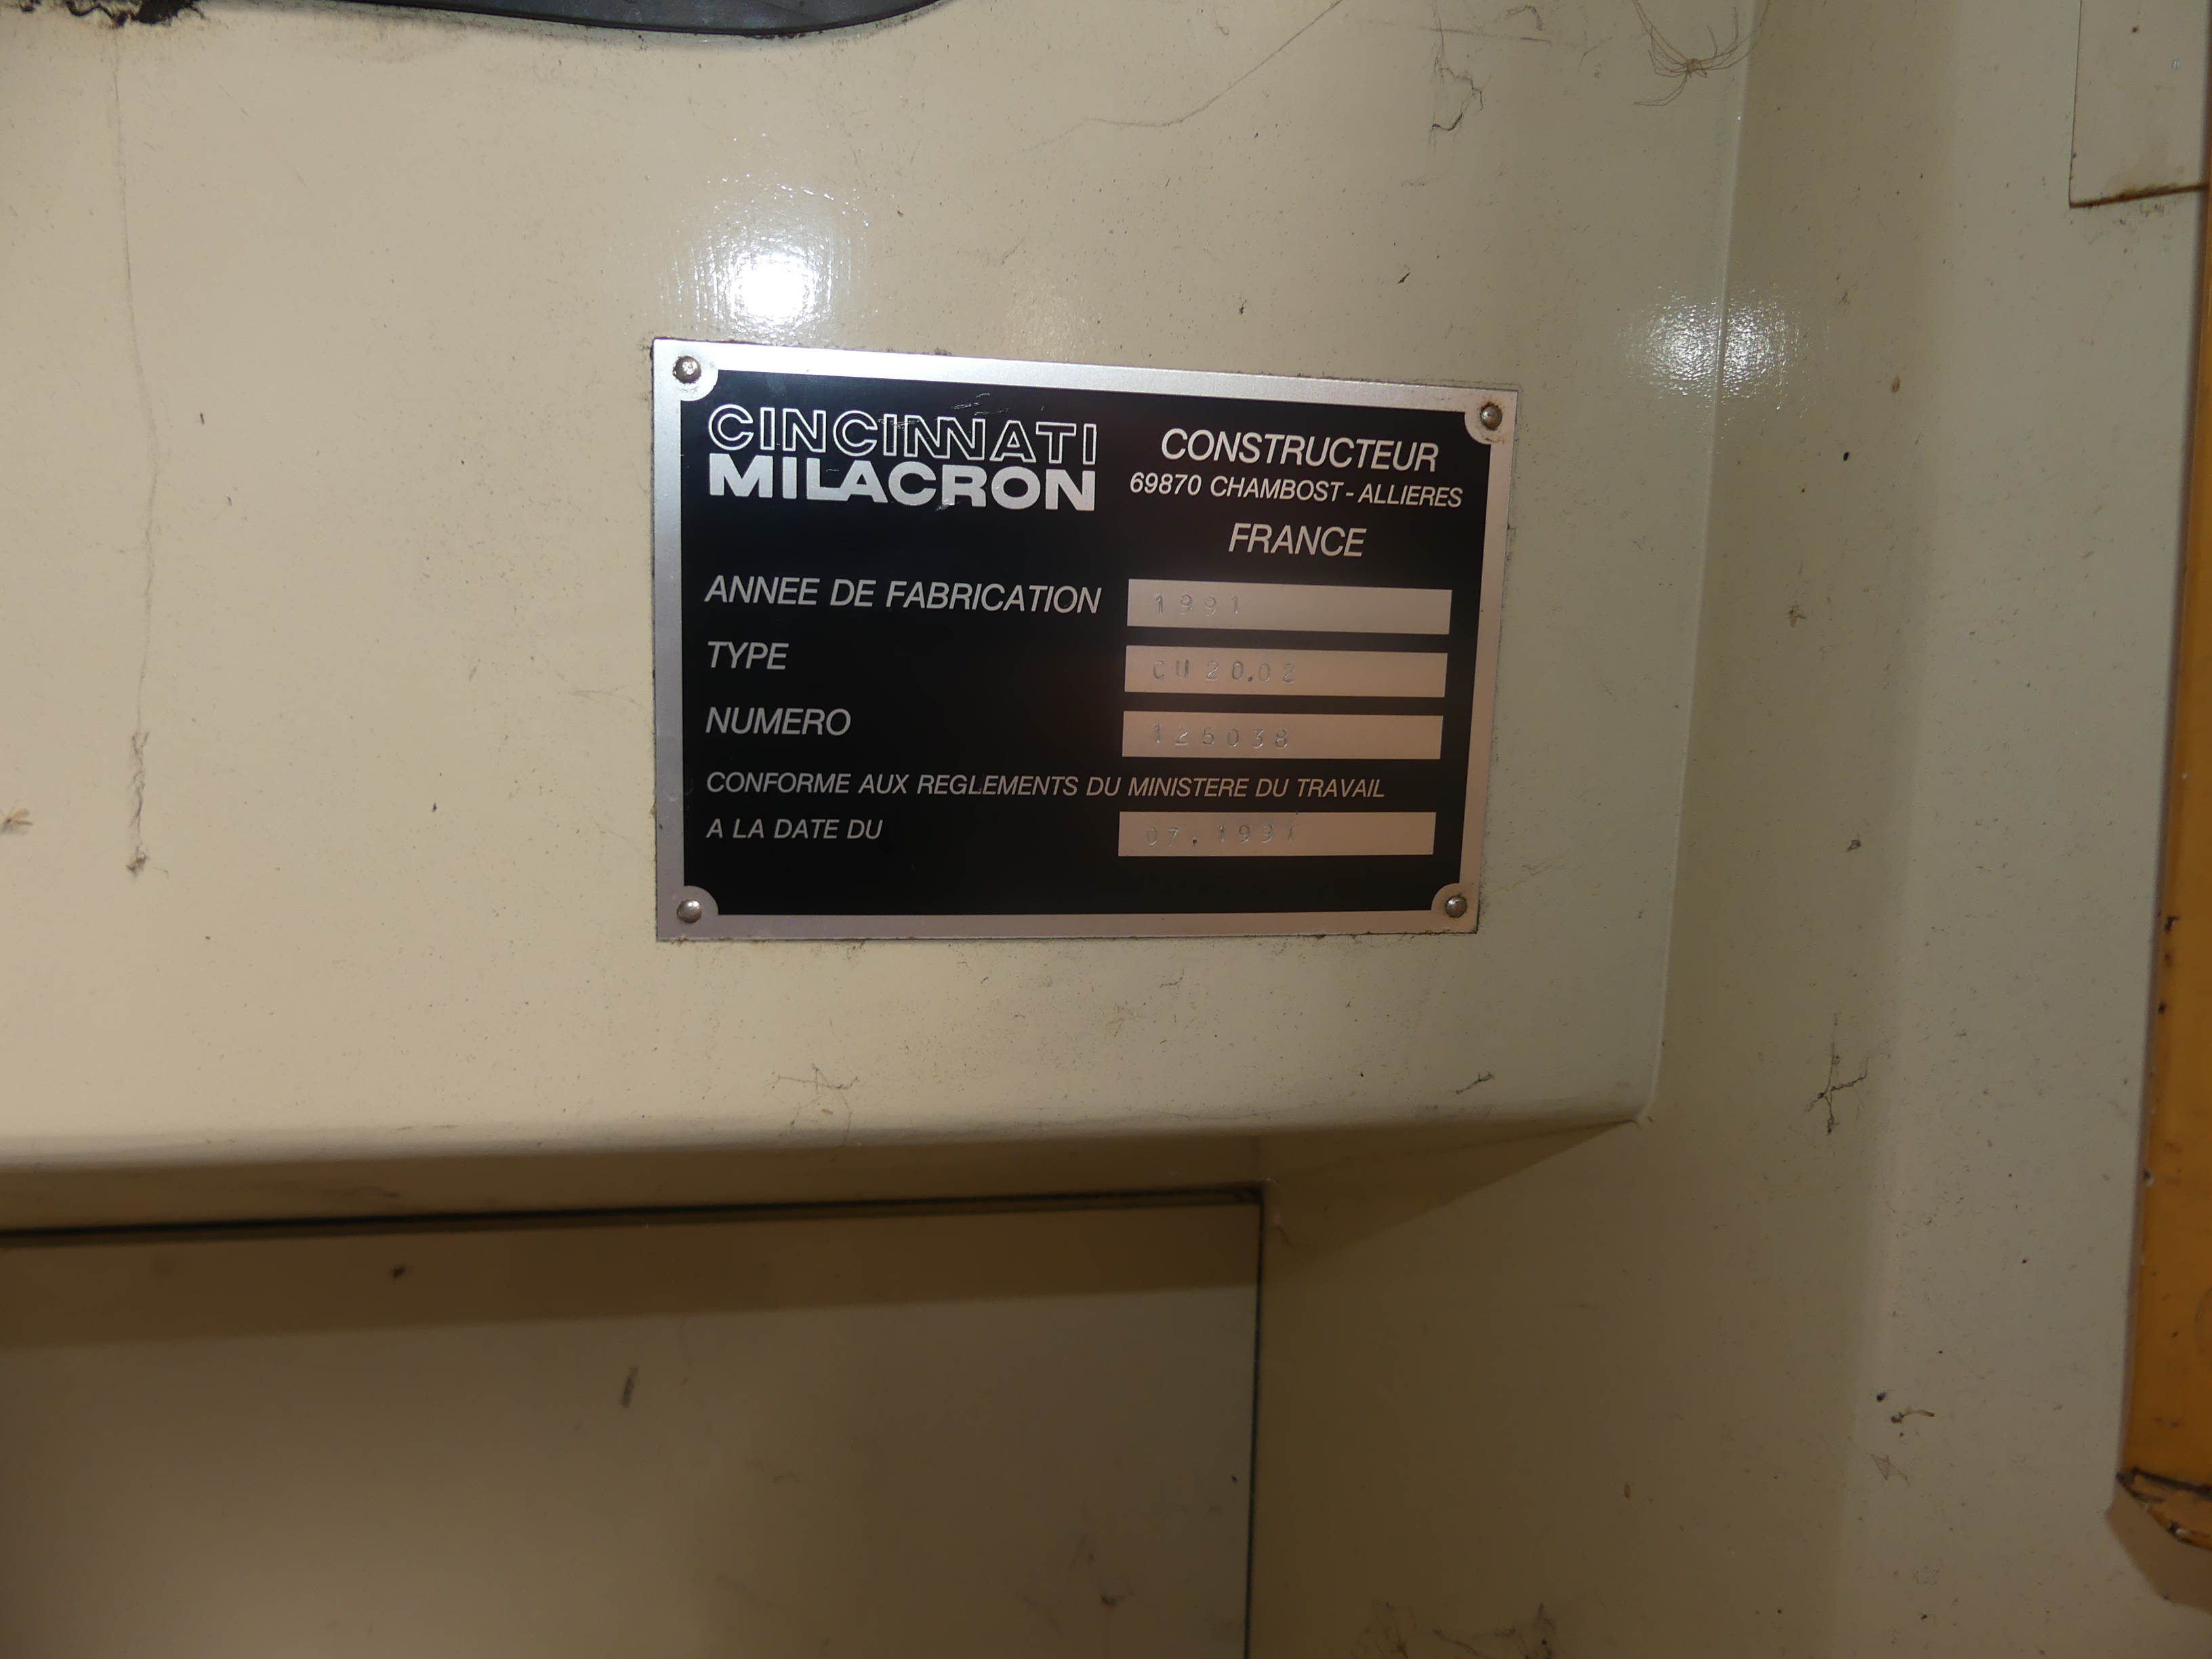 CINCINNATI
MILACRON
CONSTRUCTEUR
69870 CHAMBOST-ALLIERES
FRANCE
ANNEE DE FABRICATION 1991
TYPE CU 20.02
NUMERO 125038
CONFORME AUX REGLEMENTS DU MINISTERE DU TRAVAIL
A LA DATE DU 07.1991